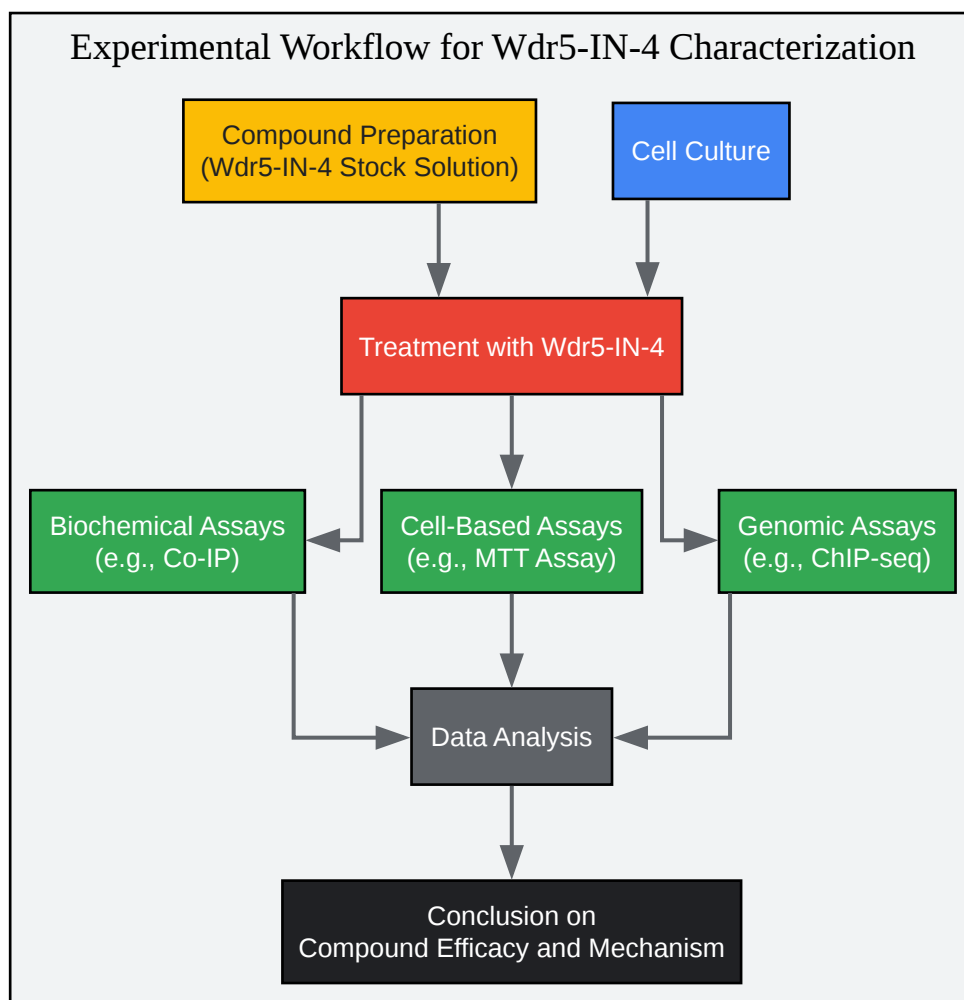 Experimental Workflow for Wdr5-IN-4 Characterization
Compound Preparation
(Wdr5-IN-4 Stock Solution)
Cell Culture
Treatment with Wdr5-IN-4
Biochemical Assays
(e.g., Co-IP)
Cell-Based Assays
(e.g., MTT Assay)
Genomic Assays
(e.g., ChIP-seq)
Data Analysis
Conclusion on
Compound Efficacy and Mechanism